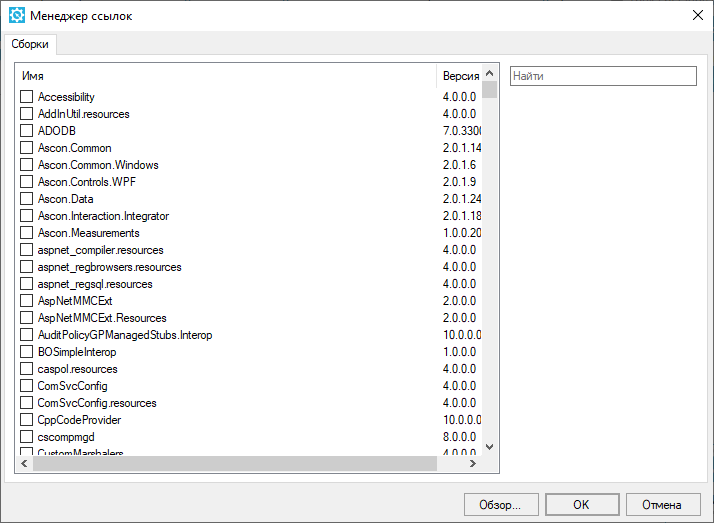 Менеджер ссылок
Сборки
Имя Версия
Найти
Accessibility 4.0.0.0
AddInUtil.resources 4.0.0.0
ADODB 7.0.3300
Ascon.Common 2.0.1.14
Ascon.Common.Windows 2.0.1.6
Ascon.Controls.WPF 2.0.1.9
Ascon.Data 2.0.1.24
Ascon.Interaction.Integrator 2.0.1.18
Ascon.Measurements 1.0.0.20
aspnet_compiler.resources 4.0.0.0
aspnet_regbrowsers.resources 4.0.0.0
aspnet_regsql.resources 4.0.0.0
AspNetMMCExt 2.0.0.0
AspNetMMCExt.Resources 2.0.0.0
AuditPolicyGPManagedStubs.Interop 10.0.0.0
BOSimpleInterop 1.0.0.0
caspol.resources 4.0.0.0
ComSvcConfig 4.0.0.0
ComSvcConfig.resources 4.0.0.0
CppCodeProvider 10.0.0.0
cscompmgd 8.0.0.0
CustomMarshalers 4.0.0.0
Обзор... OK Отмена